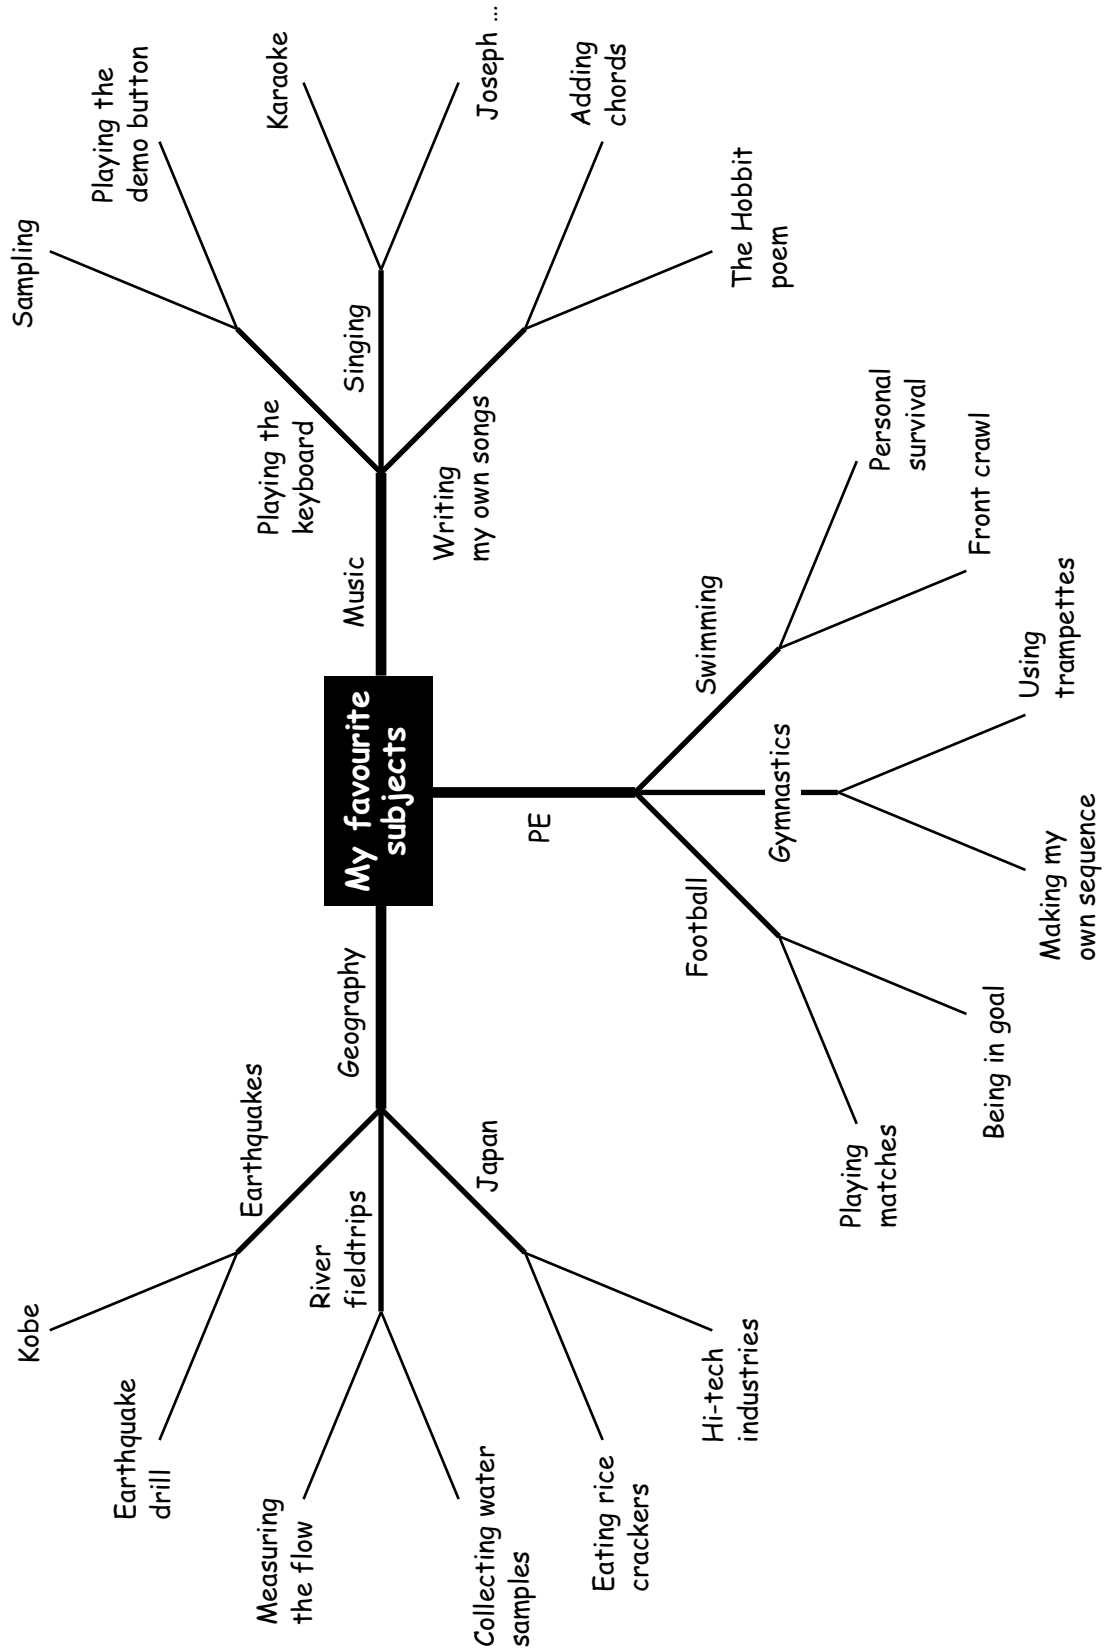 My favourite
subjects
Geography
Earthquakes
Kobe
Earthquake
drill
River
fieldtrips
Measuring
the flow
Collecting water
samples
Japan
Eating rice
crackers
Hi-tech
industries
PE
Football
Playing
matches
Being in goal
Gymnastics
Making my
own sequence
Using
trampettes
Swimming
Front crawl
Personal
survival
Music
Playing the
keyboard
Sampling
Playing the
demo button
Singing
Karaoke
Joseph ...
Writing
my own songs
Adding
chords
The Hobbit
poem